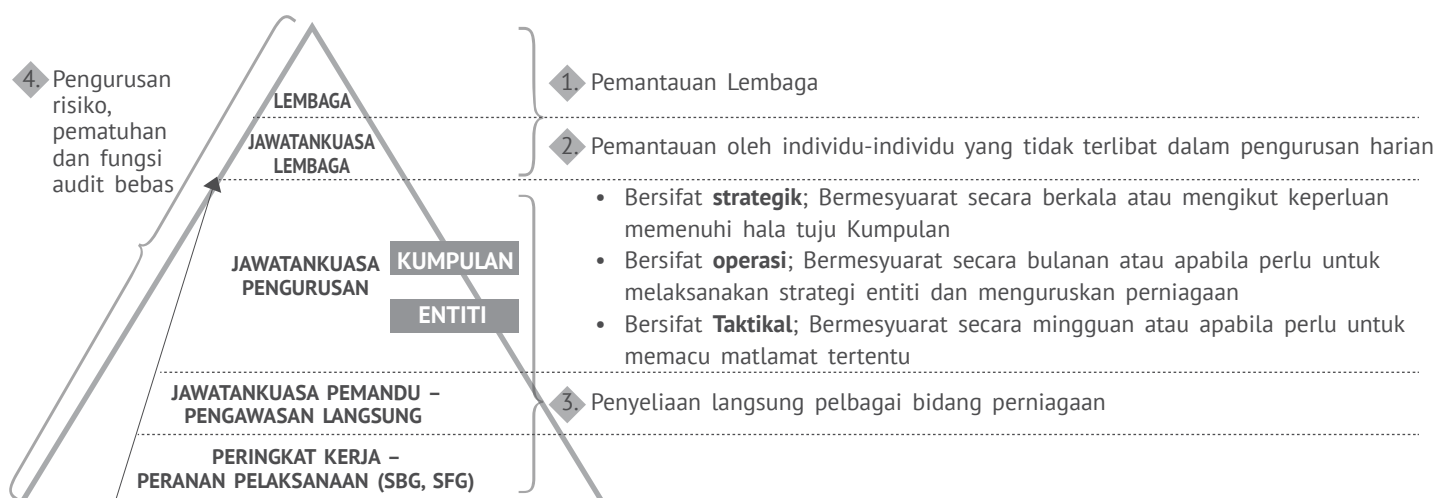 4. Pengurusan
risiko,
pematuhan
dan fungsi
audit bebas
LEMBAGA
1. Pemantauan Lembaga
JAWATANKUASA
LEMBAGA
2. Pemantauan oleh individu-individu yang tidak terlibat dalam pengurusan harian
JAWATANKUASA
PENGURUSAN
KUMPULAN
ENTITI
• Bersifat strategik; Bermesyuarat secara berkala atau mengikut keperluan
memenuhi hala tuju Kumpulan
• Bersifat operasi; Bermesyuarat secara bulanan atau apabila perlu untuk
melaksanakan strategi entiti dan menguruskan perniagaan
• Bersifat Taktikal; Bermesyuarat secara mingguan atau apabila perlu untuk
memacu matlamat tertentu
JAWATANKUASA PEMANDU –
PENGAWASAN LANGSUNG
3. Penyeliaan langsung pelbagai bidang perniagaan
PERINGKAT KERJA –
PERANAN PELAKSANAAN (SBG, SFG)